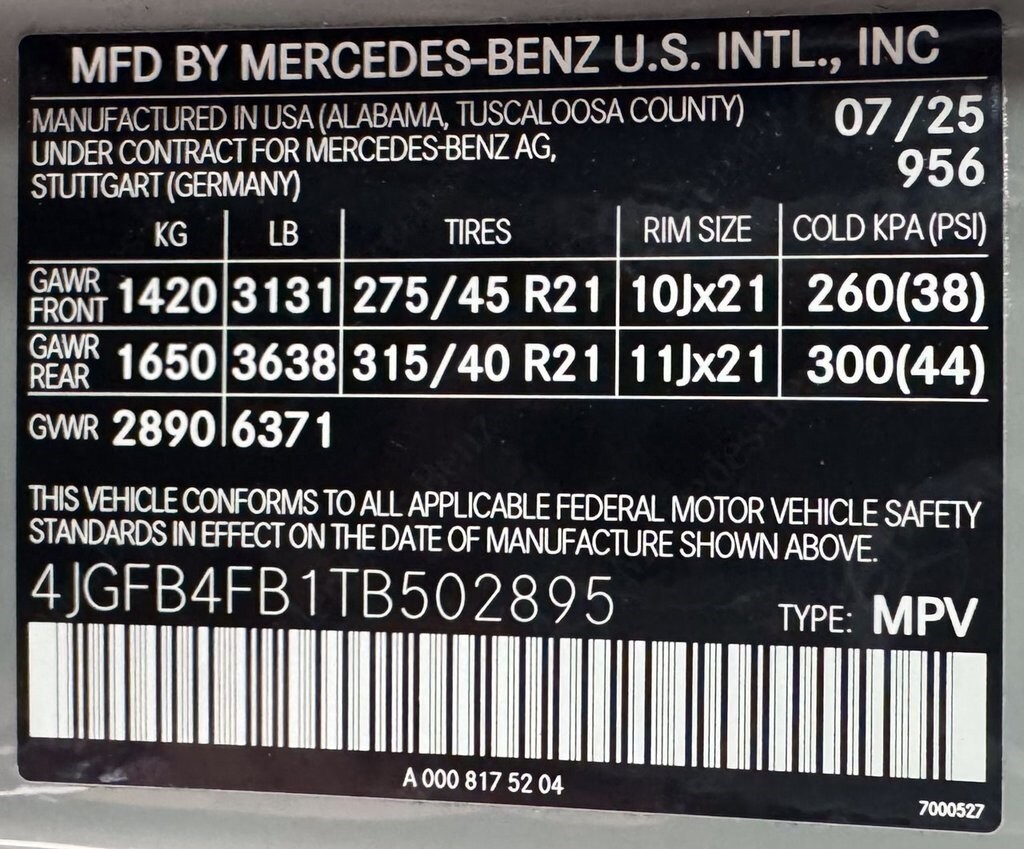 MFD BY MERCEDES-BENZ U.S. INTL., INC
MANUFACTURED IN USA (ALABAMA, TUSCALOOSA COUNTY) 07/25
UNDER CONTRACT FOR MERCEDES-BENZ AG, 956
STUTTGART (GERMANY)
KG LB TIRES RIM SIZE COLD KPA (PSI)
GAWR FRONT 1420 3131 275/45 R21 10Jx21 260(38)
GAWR REAR 1650 3638 315/40 R21 11Jx21 300(44)
GVWR 2890 6371
THIS VEHICLE CONFORMS TO ALL APPLICABLE FEDERAL MOTOR VEHICLE SAFETY
STANDARDS IN EFFECT ON THE DATE OF MANUFACTURE SHOWN ABOVE.
4JGFB4FB1TB502895 TYPE: MPV
A 000 817 52 04
7000527